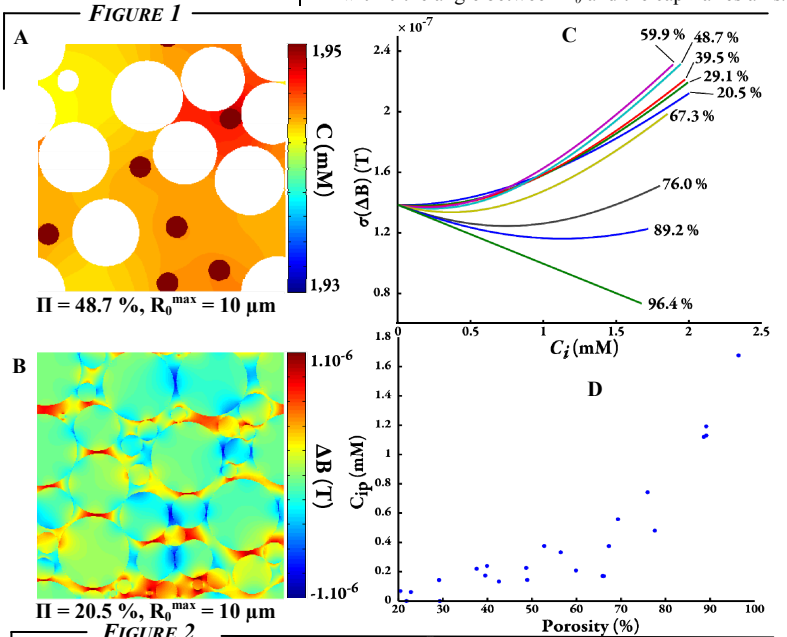 FIGURE 1
A
1,95
C (mM)
1,93
Π = 48.7 %, R₀ᵐᵃˣ = 10 µm
B
1.10⁻⁶
ΔB (T)
-1.10⁻⁶
Π = 20.5 %, R₀ᵐᵃˣ = 10 µm
C
×10⁻⁷
2.4
2
1.6
1.2
0.8
σ(ΔB) (T)
59.9 %
48.7 %
39.5 %
29.1 %
20.5 %
67.3 %
76.0 %
89.2 %
96.4 %
0 0.5 1 1.5 2 2.5
Cᵢ (mM)
D
1.8
1.6
1.4
1.2
1
0.8
0.6
0.4
0.2
0
Cᵢₚ (mM)
20 30 40 50 60 70 80 90 100
Porosity (%)
FIGURE 2